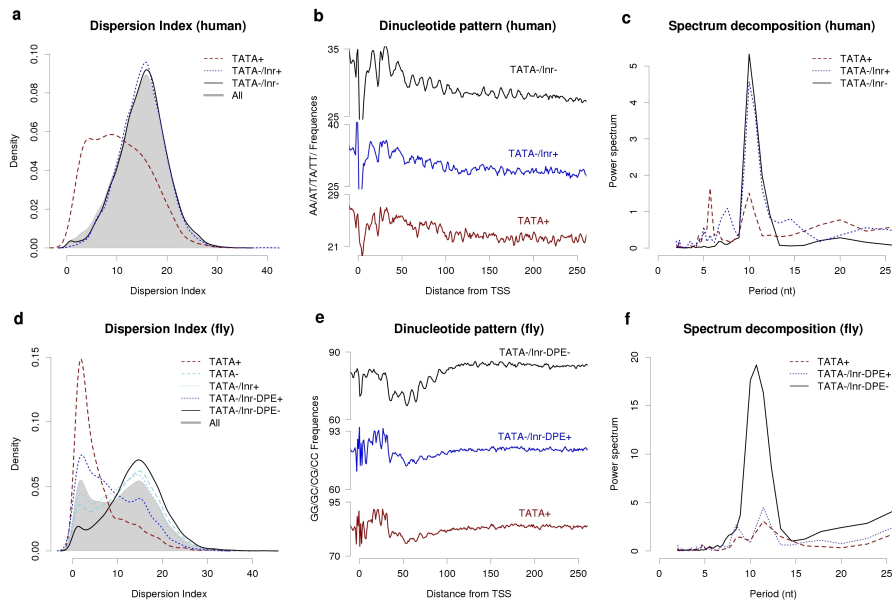 a
Dispersion Index (human)
Density
0.00
0.02
0.04
0.06
0.08
0.10
TATA+
TATA-/Inr+
TATA-/Inr-
All
0 10 20 30 40
Dispersion Index
b
Dinucleotide pattern (human)
AA/AT/TA/TT/ Frequences
35
25
40
25
29
21
TATA-/Inr-
TATA-/Inr+
TATA+
0 50 100 150 200 250
Distance from TSS
c
Spectrum decomposition (human)
Power spectrum
0
1
2
3
4
5
TATA+
TATA-/Inr+
TATA-/Inr-
0 5 10 15 20 25
Period (nt)
d
Dispersion Index (fly)
Density
0.00
0.05
0.10
0.15
TATA+
TATA-
TATA-/Inr+
TATA-/Inr-DPE+
TATA-/Inr-DPE-
All
0 10 20 30 40
Dispersion Index
e
Dinucleotide pattern (fly)
GG/GC/CG/CC Frequences
90
60
93
60
95
70
TATA-/Inr-DPE-
TATA-/Inr-DPE+
TATA+
0 50 100 150 200 250
Distance from TSS
f
Spectrum decomposition (fly)
Power spectrum
0
5
10
15
20
TATA+
TATA-/Inr-DPE+
TATA-/Inr-DPE-
0 5 10 15 20 25
Period (nt)